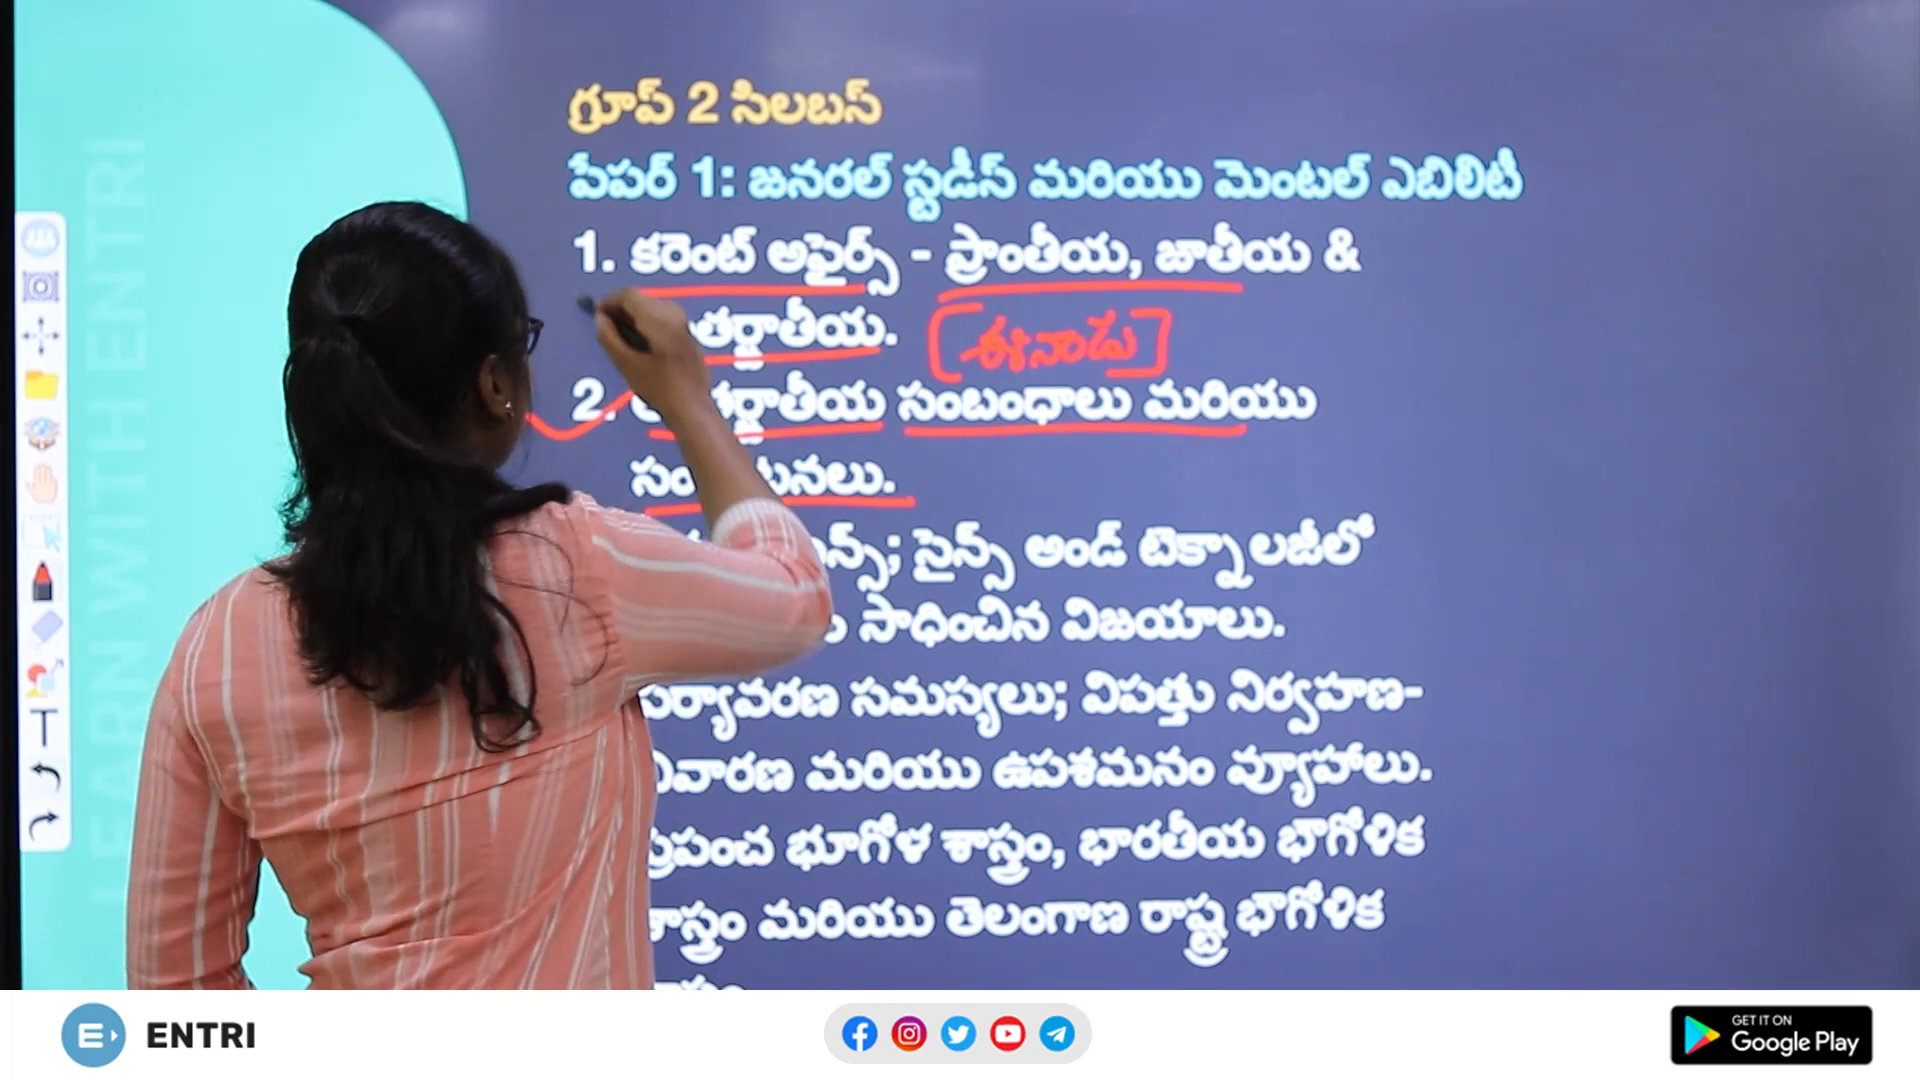 LEARN WITH ENTRI
గ్రూప్ 2 సిలబస్
పేపర్ 1: జనరల్ స్టడీస్ మరియు మెంటల్ ఎబిలిటీ
1. కరెంట్ అఫైర్స్ - ప్రాంతీయ, జాతీయ &
[ఈనాడు]
2. సంబంధాలు మరియు
సైన్స్ అండ్ టెక్నాలజీలో
సాధించిన విజయాలు.
పర్యావరణ సమస్యలు; విపత్తు నిర్వహణ-
నివారణ మరియు ఉపశమనం వ్యూహాలు.
ప్రపంచ భూగోళ శాస్త్రం, భారతీయ భౌగోళిక
శాస్త్రం మరియు తెలంగాణ రాష్ట్ర భౌగోళిక
T
E ENTRI
GET IT ON
Google Play